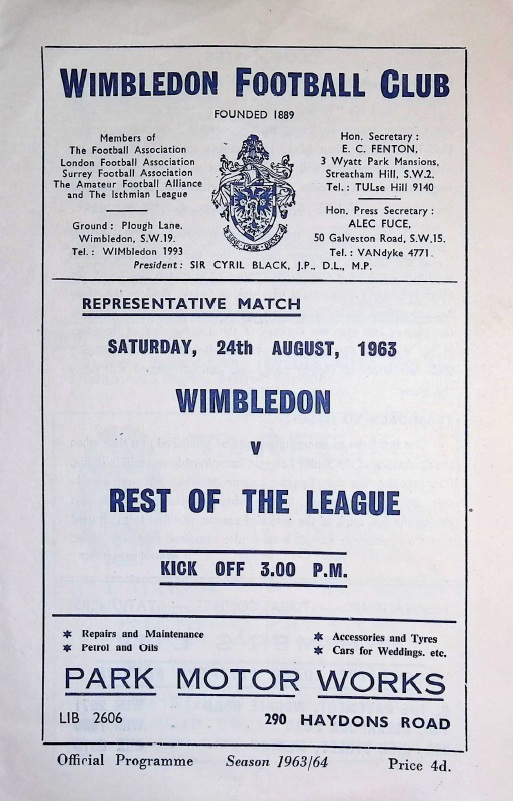 WIMBLEDON FOOTBALL CLUB
FOUNDED 1889
Members of
The Football Association
London Football Association
Surrey Football Association
The Amateur Football Alliance
and The Isthmian League
Ground : Plough Lane,
Wimbledon, S.W.19.
Tel. : WIMbledon 1993
Hon. Secretary :
E. C. FENTON,
3 Wyatt Park Mansions,
Streatham Hill, S.W.2.
Tel. : TULse Hill 9140
Hon. Press Secretary :
ALEC FUCE,
50 Galveston Road, S.W.15.
Tel. : VANdyke 4771.
President : SIR CYRIL BLACK, J.P., D.L., M.P.
REPRESENTATIVE MATCH
SATURDAY, 24th AUGUST, 1963
WIMBLEDON
v
REST OF THE LEAGUE
KICK OFF 3.00 P.M.
* Repairs and Maintenance
* Petrol and Oils
* Accessories and Tyres
* Cars for Weddings. etc.
PARK MOTOR WORKS
LIB 2606 290 HAYDONS ROAD
Official Programme Season 1963/64 Price 4d.